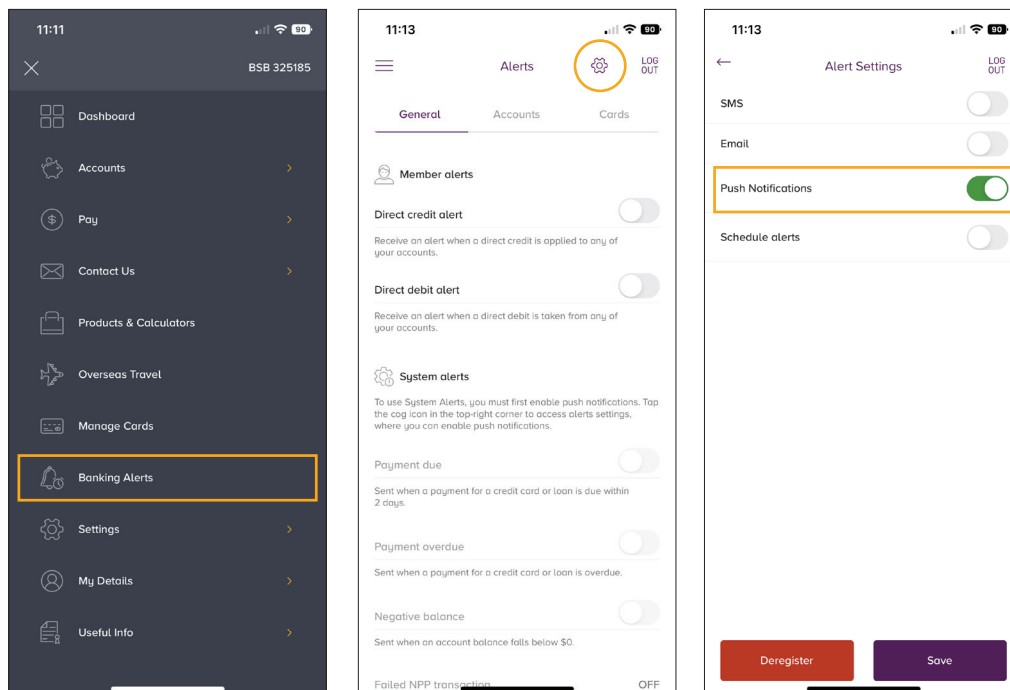 11:11
90
BSB 325185
Dashboard
Accounts
Pay
Contact Us
Products & Calculators
Overseas Travel
Manage Cards
Banking Alerts
Settings
My Details
Useful Info
11:13
90
Alerts
LOG
OUT
General Accounts Cards
Member alerts
Direct credit alert
Receive an alert when a direct credit is applied to any of
your accounts.
Direct debit alert
Receive an alert when a direct debit is taken from any of
your accounts.
System alerts
To use System Alerts, you must first enable push notifications. Tap
the cog icon in the top-right corner to access alerts settings,
where you can enable push notifications.
Payment due
Sent when a payment for a credit card or loan is due within
2 days.
Payment overdue
Sent when a payment for a credit card or loan is overdue.
Negative balance
Sent when an account balance falls below $0.
Failed NPP transaction OFF
11:13
90
Alert Settings
LOG
OUT
SMS
Email
Push Notifications
Schedule alerts
Deregister Save